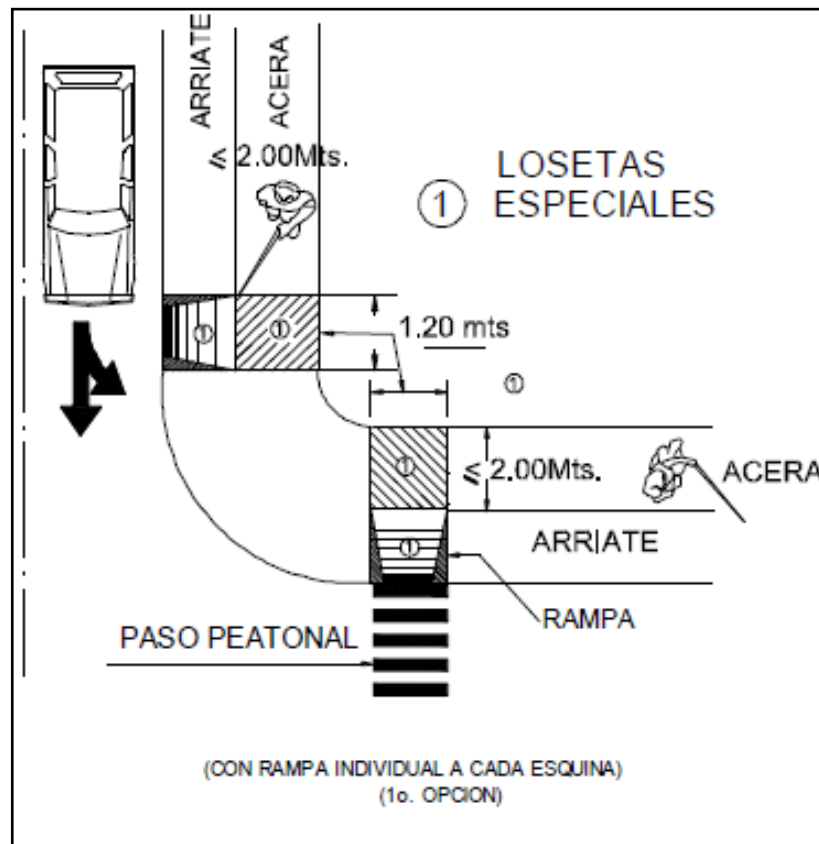 ARRIATE
ACERA
≤ 2.00Mts.
① LOSETAS
ESPECIALES
①
①
1.20 mts
①
①
≤ 2.00Mts.
ACERA
①
ARRIATE
RAMPA
PASO PEATONAL
(CON RAMPA INDIVIDUAL A CADA ESQUINA)
(1o. OPCION)